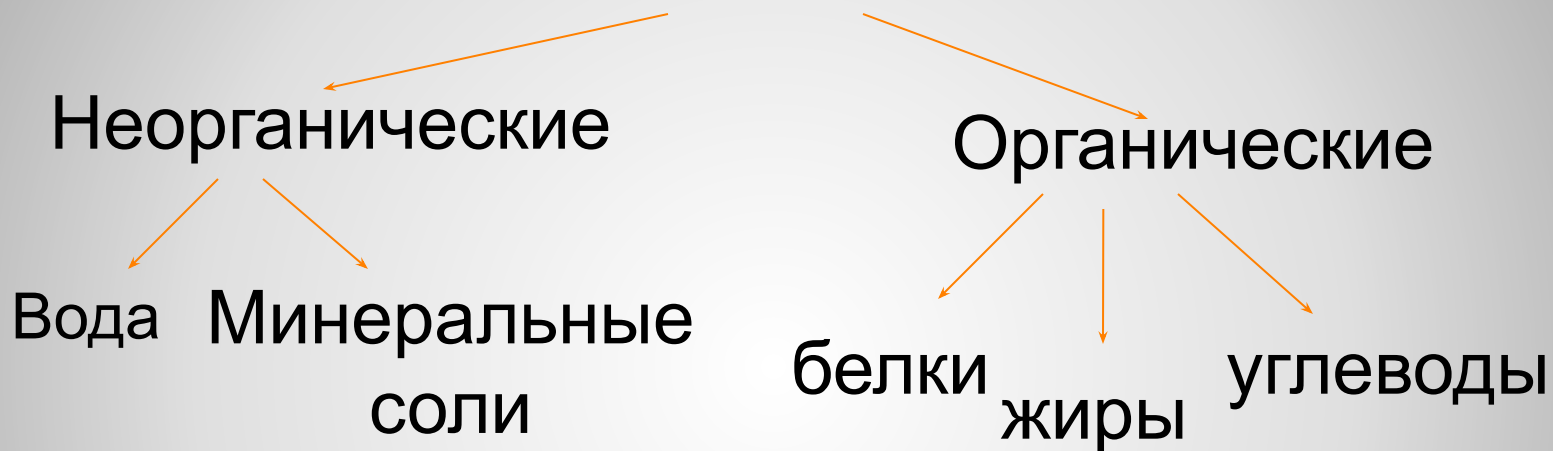 Неорганические
Органические
Вода
Минеральные
соли
белки
жиры
углеводы